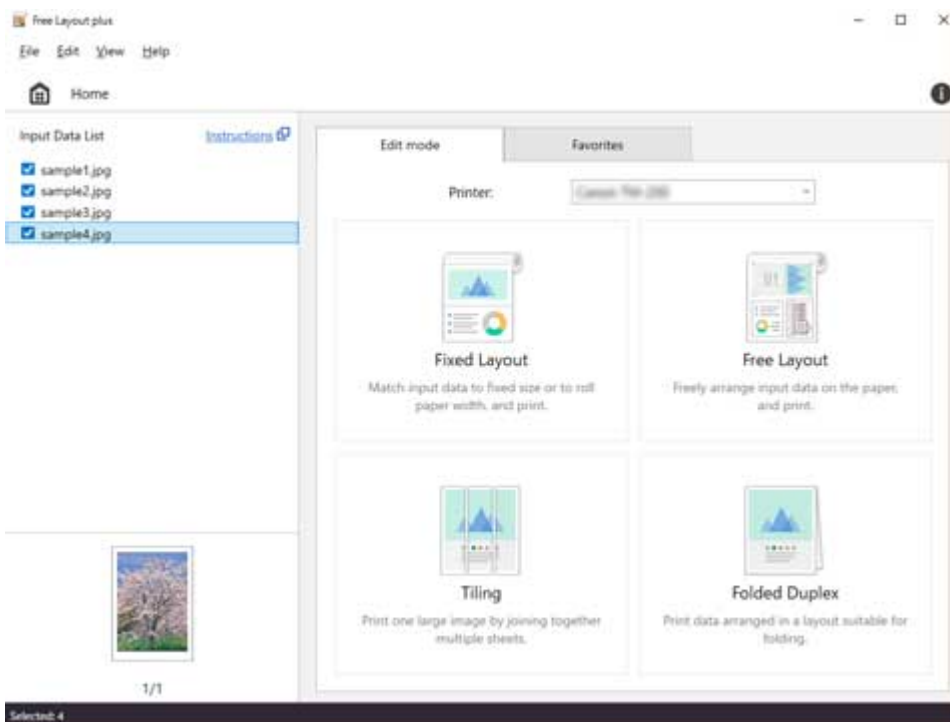 Free Layout plus
File Edit View Help
Home
Input Data List Instructions
sample1.jpg
sample2.jpg
sample3.jpg
sample4.jpg
1/1
Selected: 4
Edit mode Favorites
Printer:
Fixed Layout
Match input data to fixed size or to roll
paper width, and print.
Free Layout
Freely arrange input data on the paper,
and print.
Tiling
Print one large image by joining together
multiple sheets.
Folded Duplex
Print data arranged in a layout suitable for
folding.